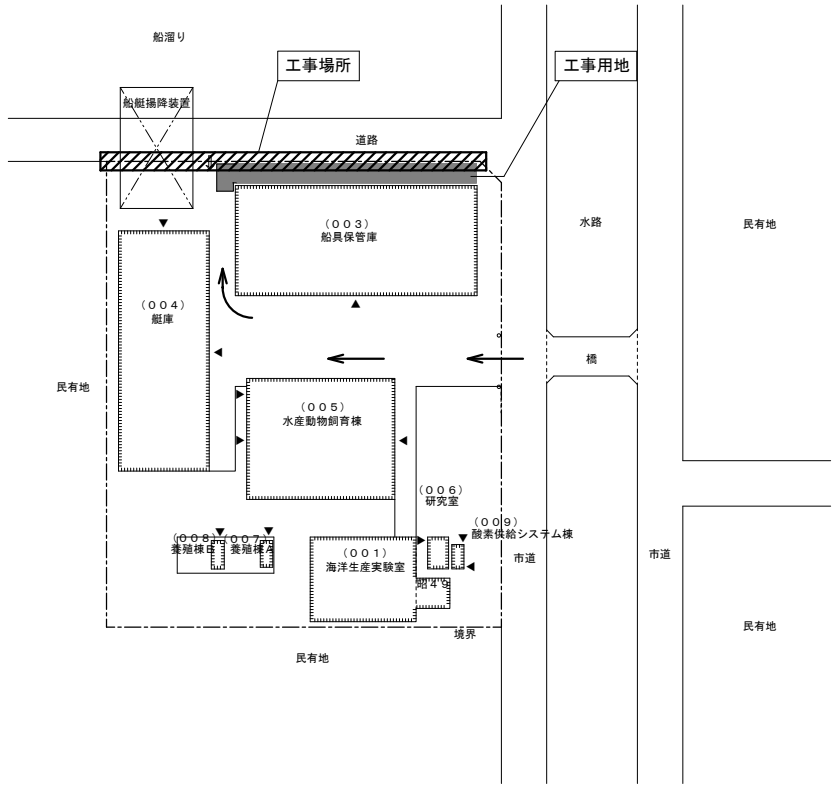 船溜り
工事場所
工事用地
船艇揚降装置
道路
（００３）
船具保管庫
水路
民有地
（００４）
艇庫
橋
民有地
（００５）
水産動物飼育棟
（００６）
研究室
（００９）
酸素供給システム棟
（００８）
養殖棟B
（００７）
養殖棟A
（００１）
海洋生産実験室
市道
市道
昭４９
境界
民有地
民有地